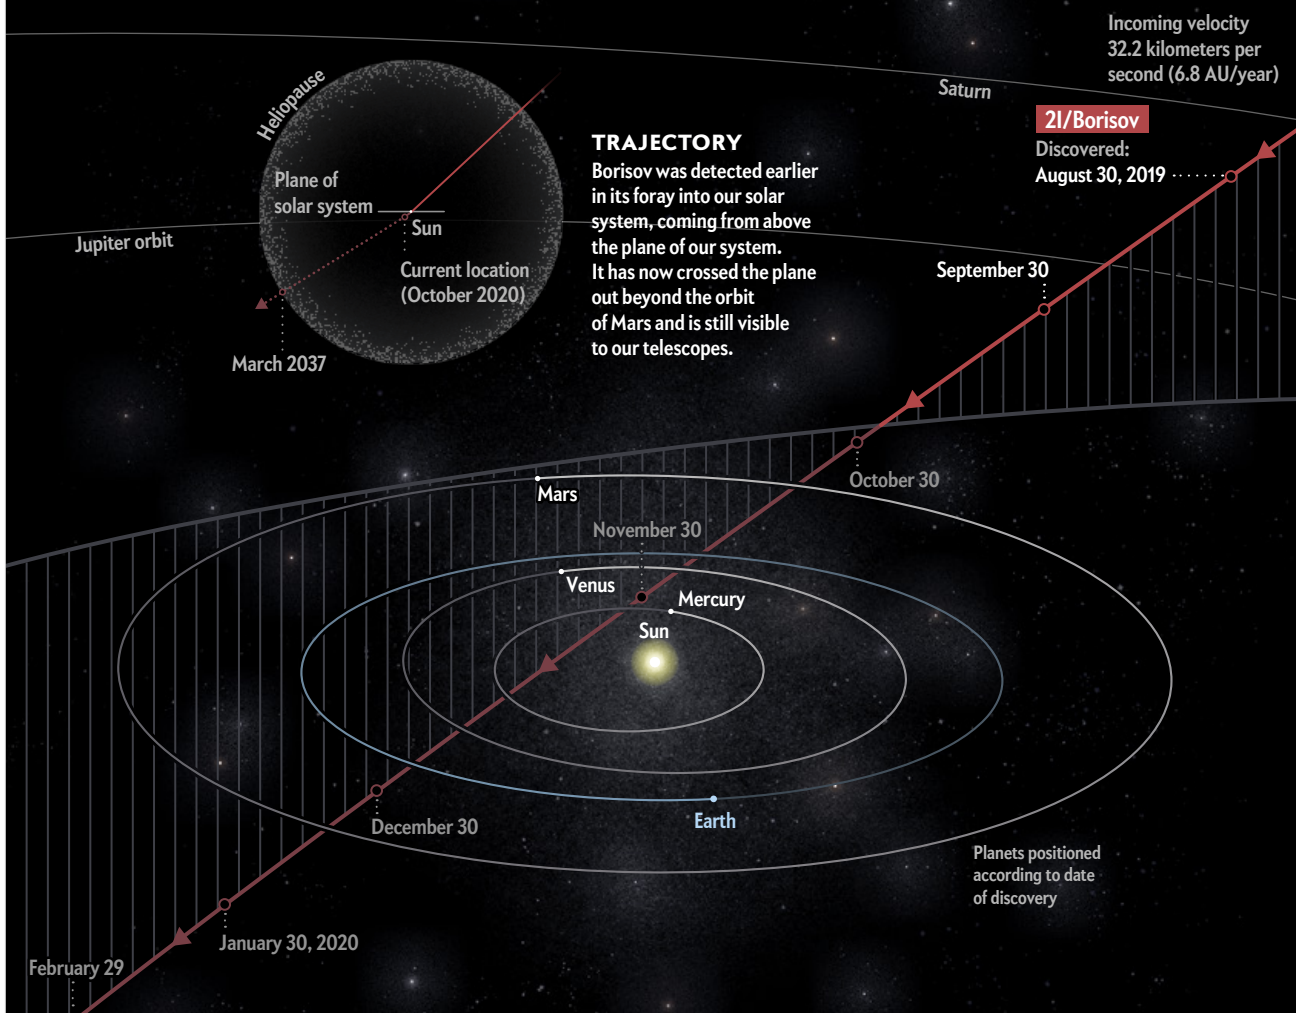 Incoming velocity
32.2 kilometers per
second (6.8 AU/year)
Saturn
2I/Borisov
Discovered:
August 30, 2019
Heliopause
TRAJECTORY
Borisov was detected earlier
in its foray into our solar
system, coming from above
the plane of our system.
It has now crossed the plane
out beyond the orbit
of Mars and is still visible
to our telescopes.
Plane of
solar system
Sun
Jupiter orbit
Current location
(October 2020)
March 2037
September 30
October 30
Mars
November 30
Venus
Mercury
Sun
Earth
December 30
Planets positioned
according to date
of discovery
January 30, 2020
February 29